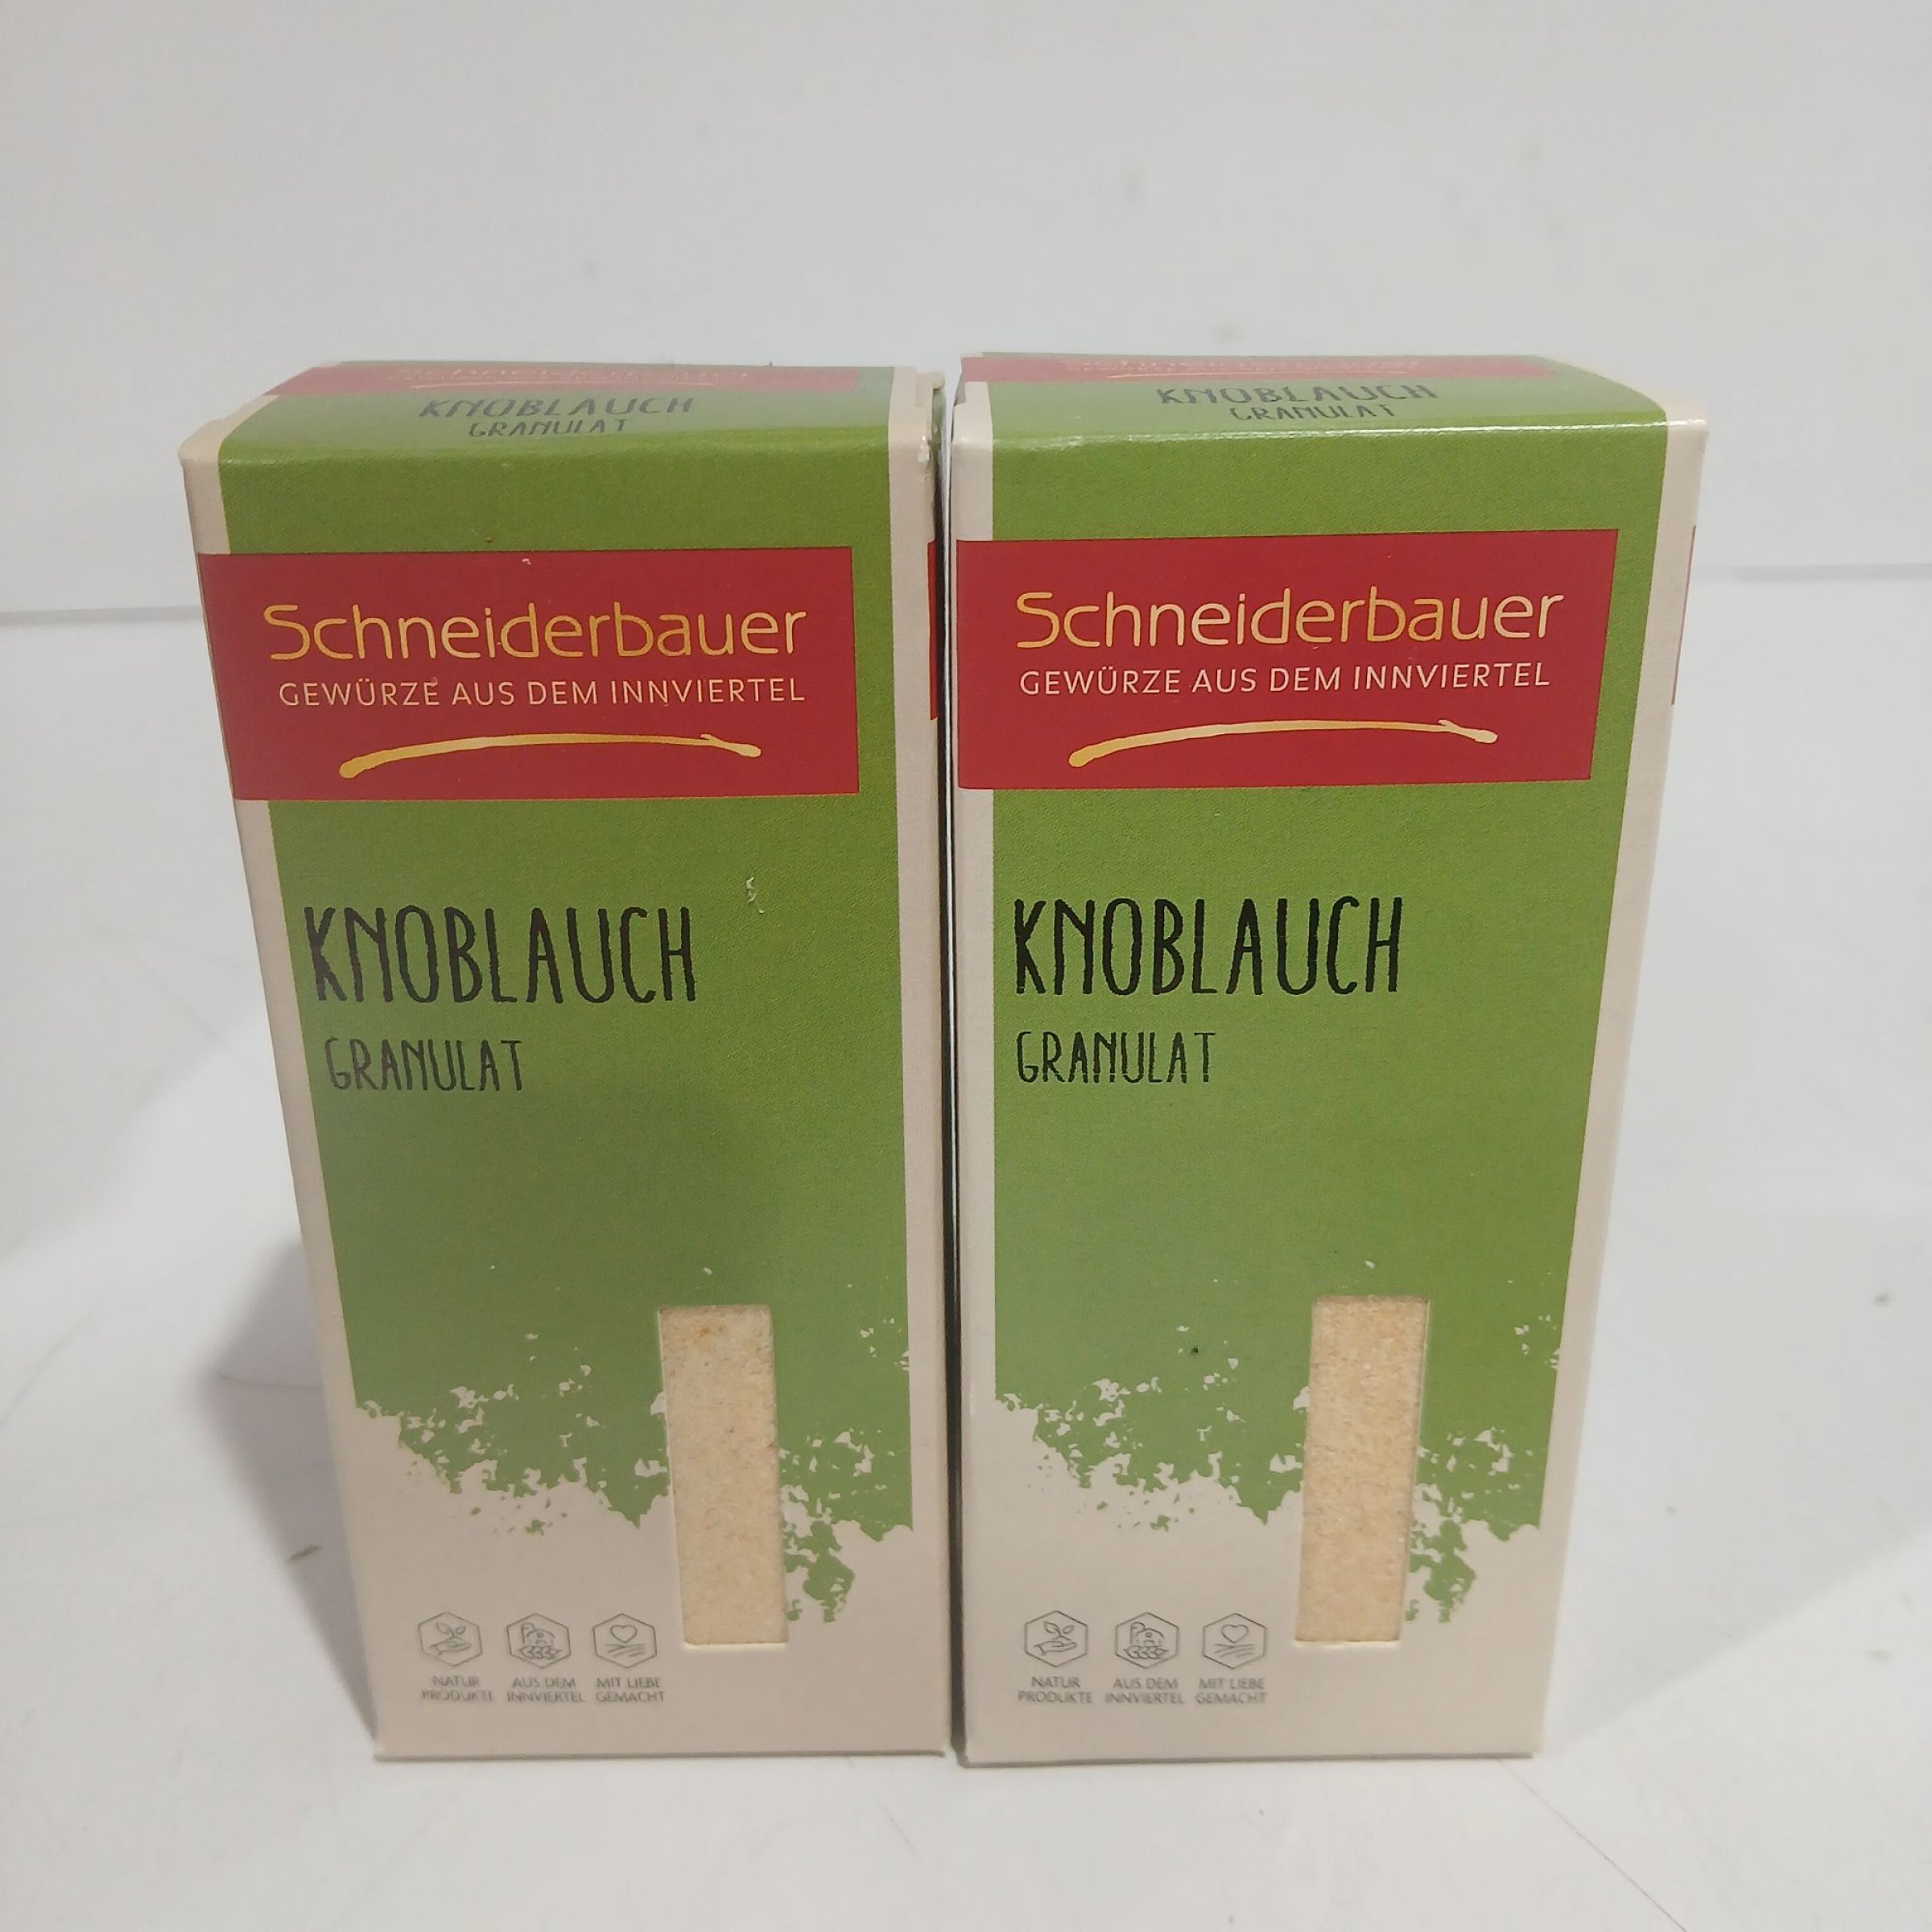 KNOBLAUCH
GRANULAT
Schneiderbauer
GEWÜRZE AUS DEM INNVIERTEL
KNOBLAUCH
GRANULAT
NATUR PRODUKTE
AUS DEM INNVIERTEL
MIT LIEBE GEMACHT
KNOBLAUCH
GRANULAT
Schneiderbauer
GEWÜRZE AUS DEM INNVIERTEL
KNOBLAUCH
GRANULAT
NATUR PRODUKTE
AUS DEM INNVIERTEL
MIT LIEBE GEMACHT